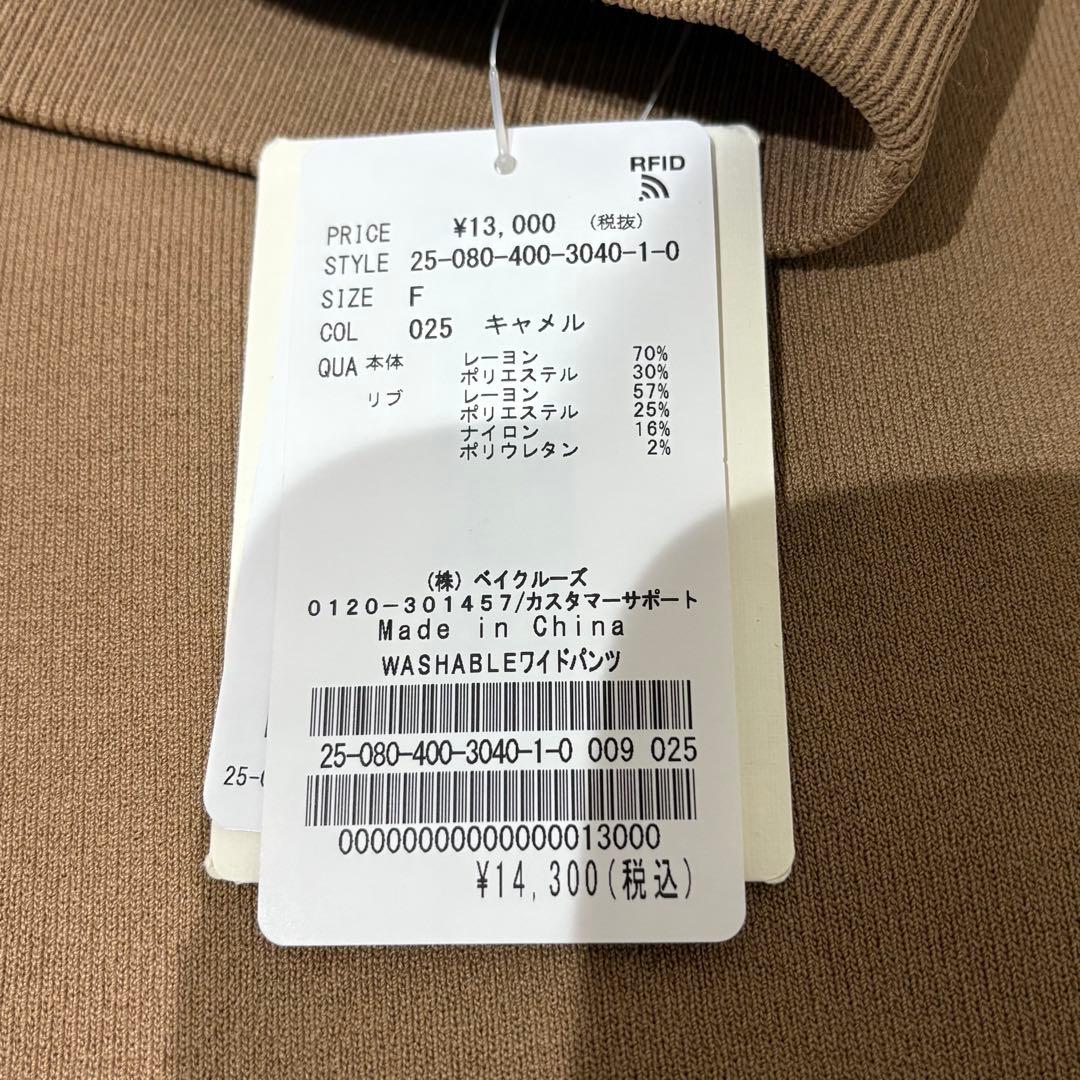 RFID
PRICE ¥13,000 (税抜)
STYLE 25-080-400-3040-1-0
SIZE F
COL 025 キャメル
QUA 本体 レーヨン 70%
ポリエステル 30%
リブ レーヨン 57%
ポリエステル 25%
ナイロン 16%
ポリウレタン 2%
(株) ベイクルーズ
0120-301457/カスタマーサポート
Made in China
WASHABLEワイドパンツ
25-080-400-3040-1-0 009 025
25-0
00000000000000013000
¥14,300(税込)